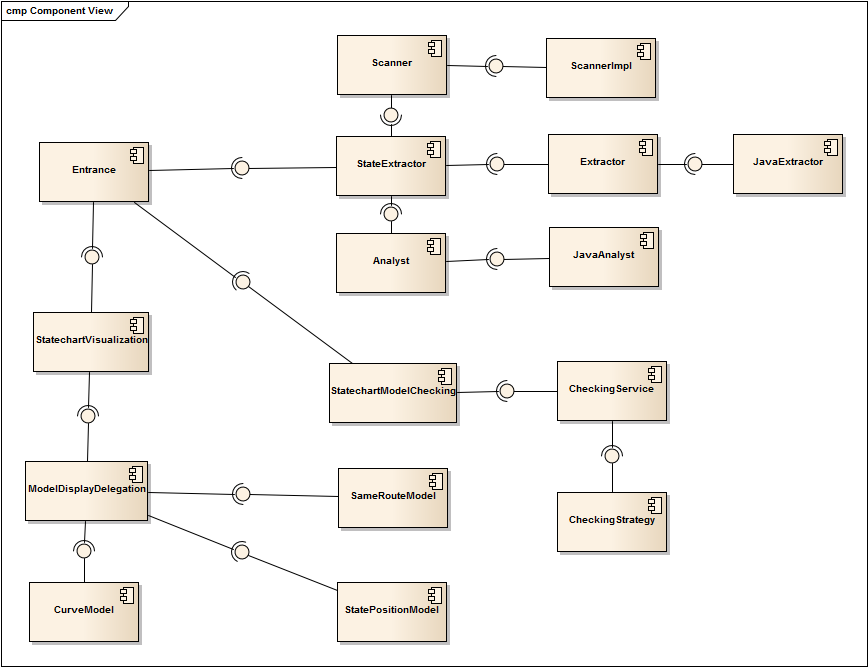 cmp Component View
Scanner
ScannerImpl
Entrance
StateExtractor
Extractor
JavaExtractor
Analyst
JavaAnalyst
StatechartVisualization
StatechartModelChecking
CheckingService
ModelDisplayDelegation
SameRouteModel
CheckingStrategy
CurveModel
StatePositionModel